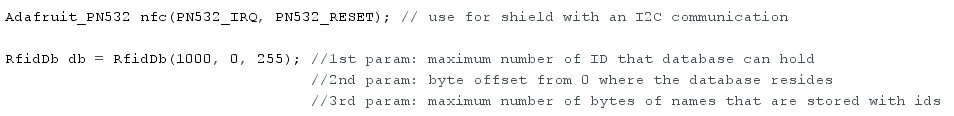 Adafruit_PN532 nfc(PN532_IRQ, PN532_RESET); // use for shield with an I2C communication
RfidDb db = RfidDb(1000, 0, 255); //1st param: maximum number of ID that database can hold
//2nd param: byte offset from 0 where the database resides
//3rd param: maximum number of bytes of names that are stored with ids